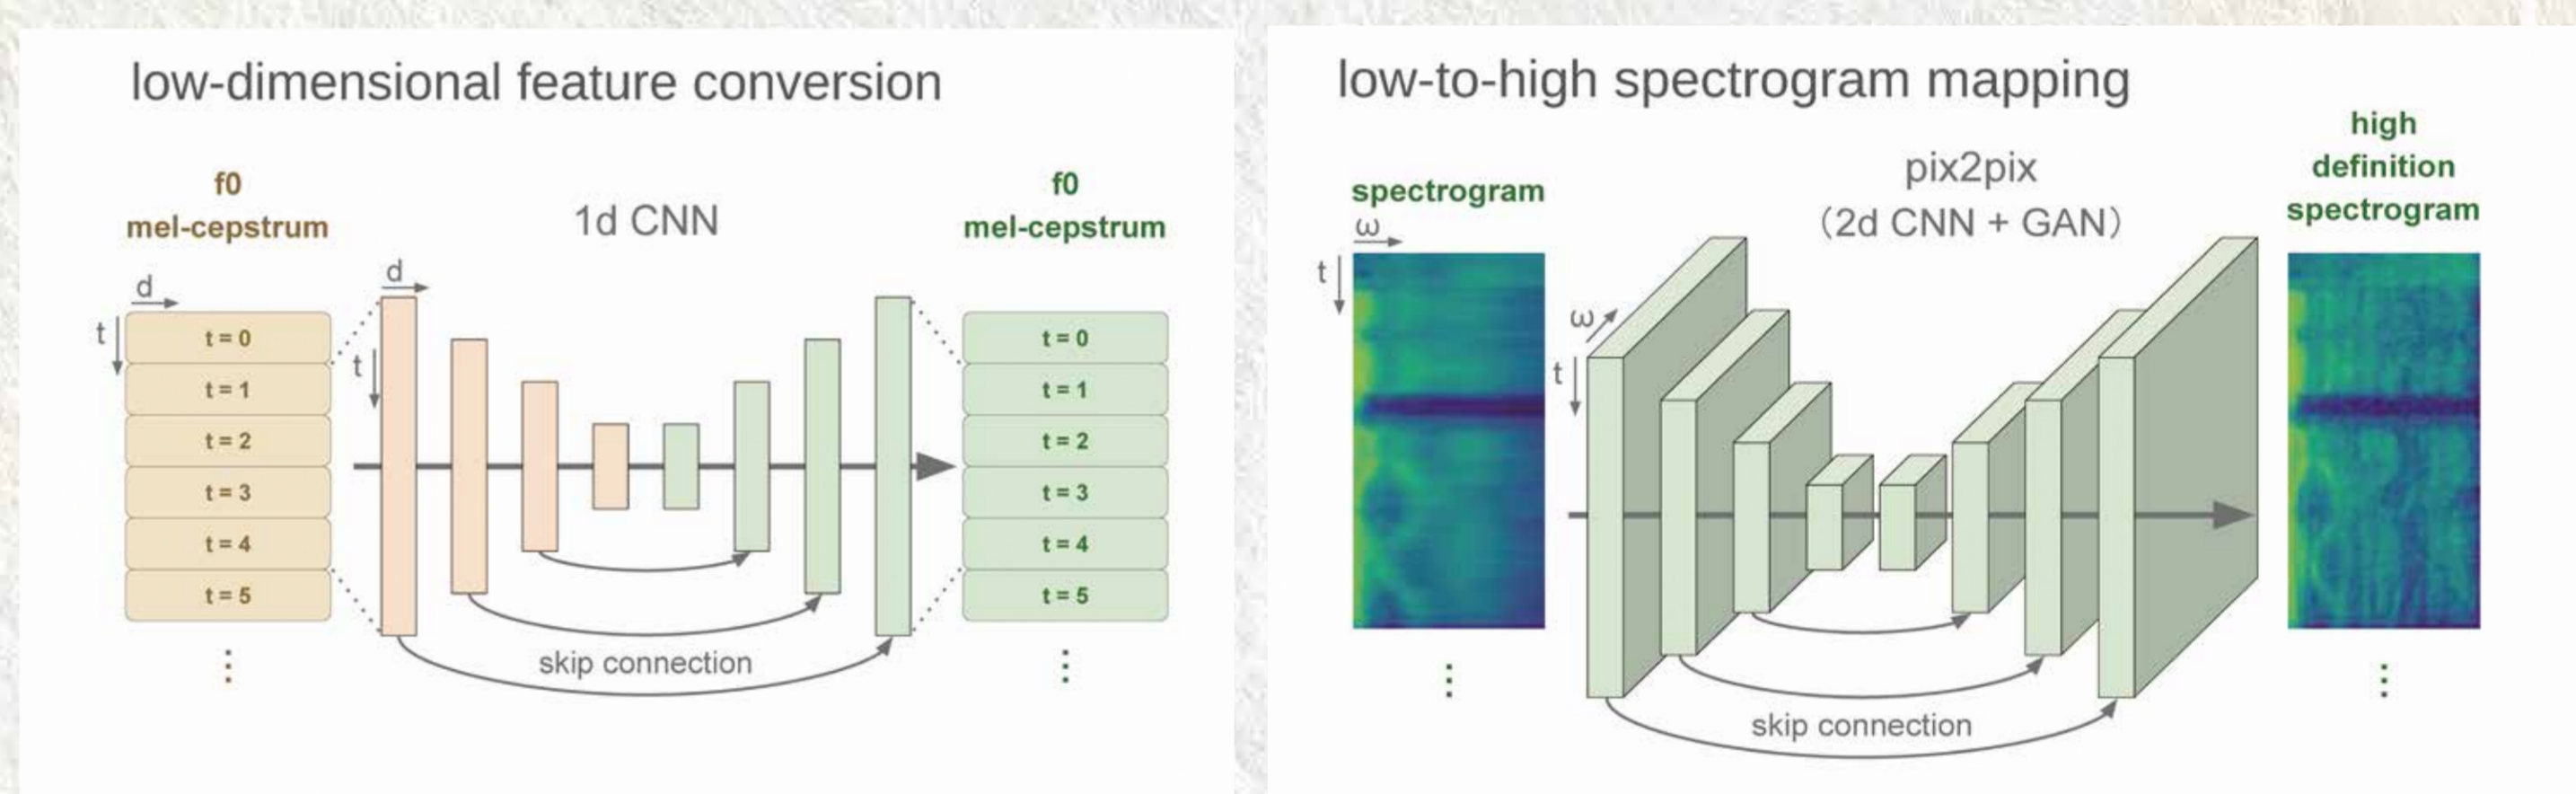 low-dimensional feature conversion
f0
mel-cepstrum
1d CNN
f0
mel-cepstrum
d
d
t
t
t = 0
t = 1
t = 2
t = 3
t = 4
t = 5
⋮
t = 0
t = 1
t = 2
t = 3
t = 4
t = 5
⋮
skip connection
low-to-high spectrogram mapping
spectrogram
ω
t
pix2pix
(2d CNN + GAN)
high
definition
spectrogram
ω
t
⋮
⋮
skip connection